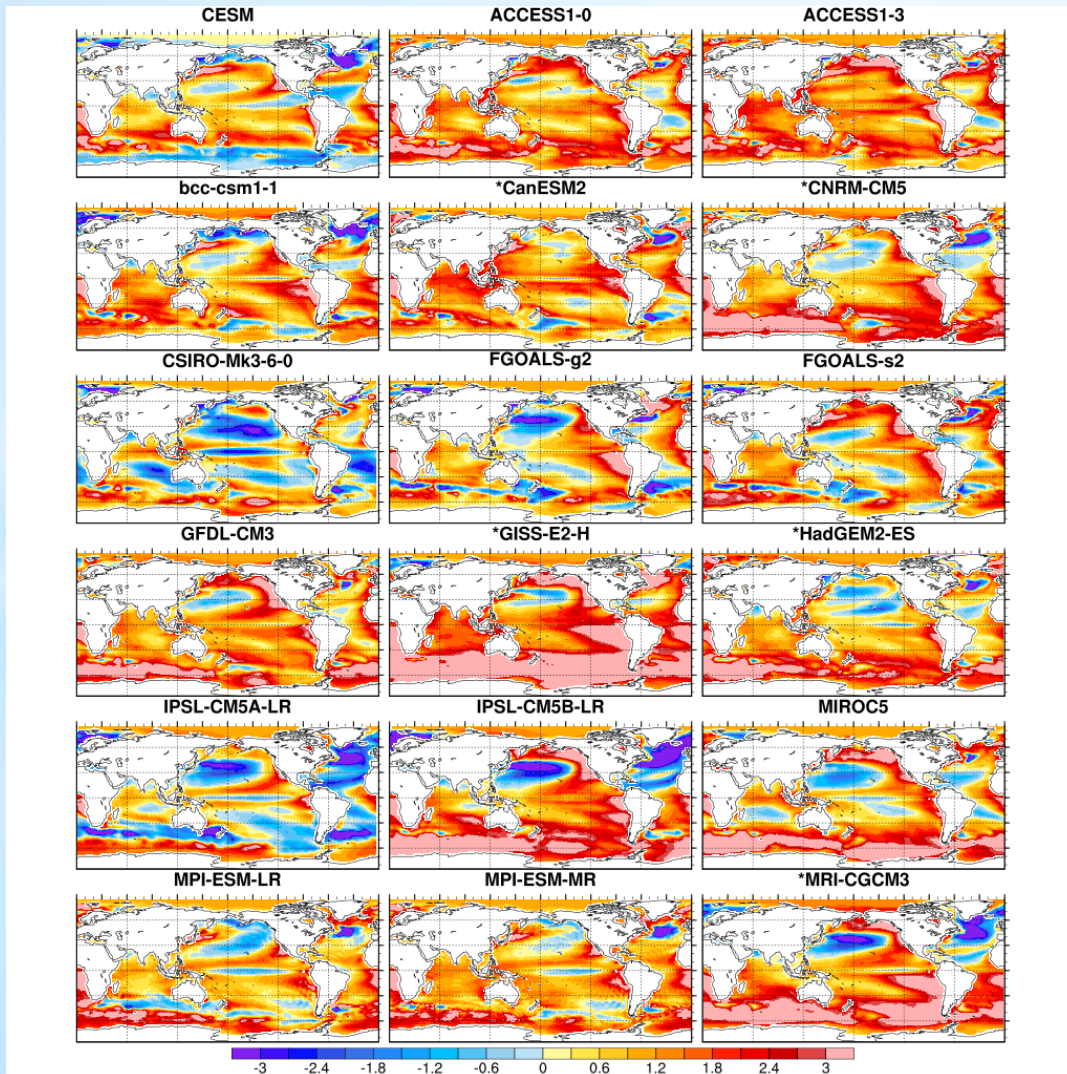 CESM ACCESS1-0 ACCESS1-3
bcc-csm1-1 *CanESM2 *CNRM-CM5
CSIRO-Mk3-6-0 FGOALS-g2 FGOALS-s2
GFDL-CM3 *GISS-E2-H *HadGEM2-ES
IPSL-CM5A-LR IPSL-CM5B-LR MIROC5
MPI-ESM-LR MPI-ESM-MR *MRI-CGCM3
-3 -2.4 -1.8 -1.2 -0.6 0 0.6 1.2 1.8 2.4 3